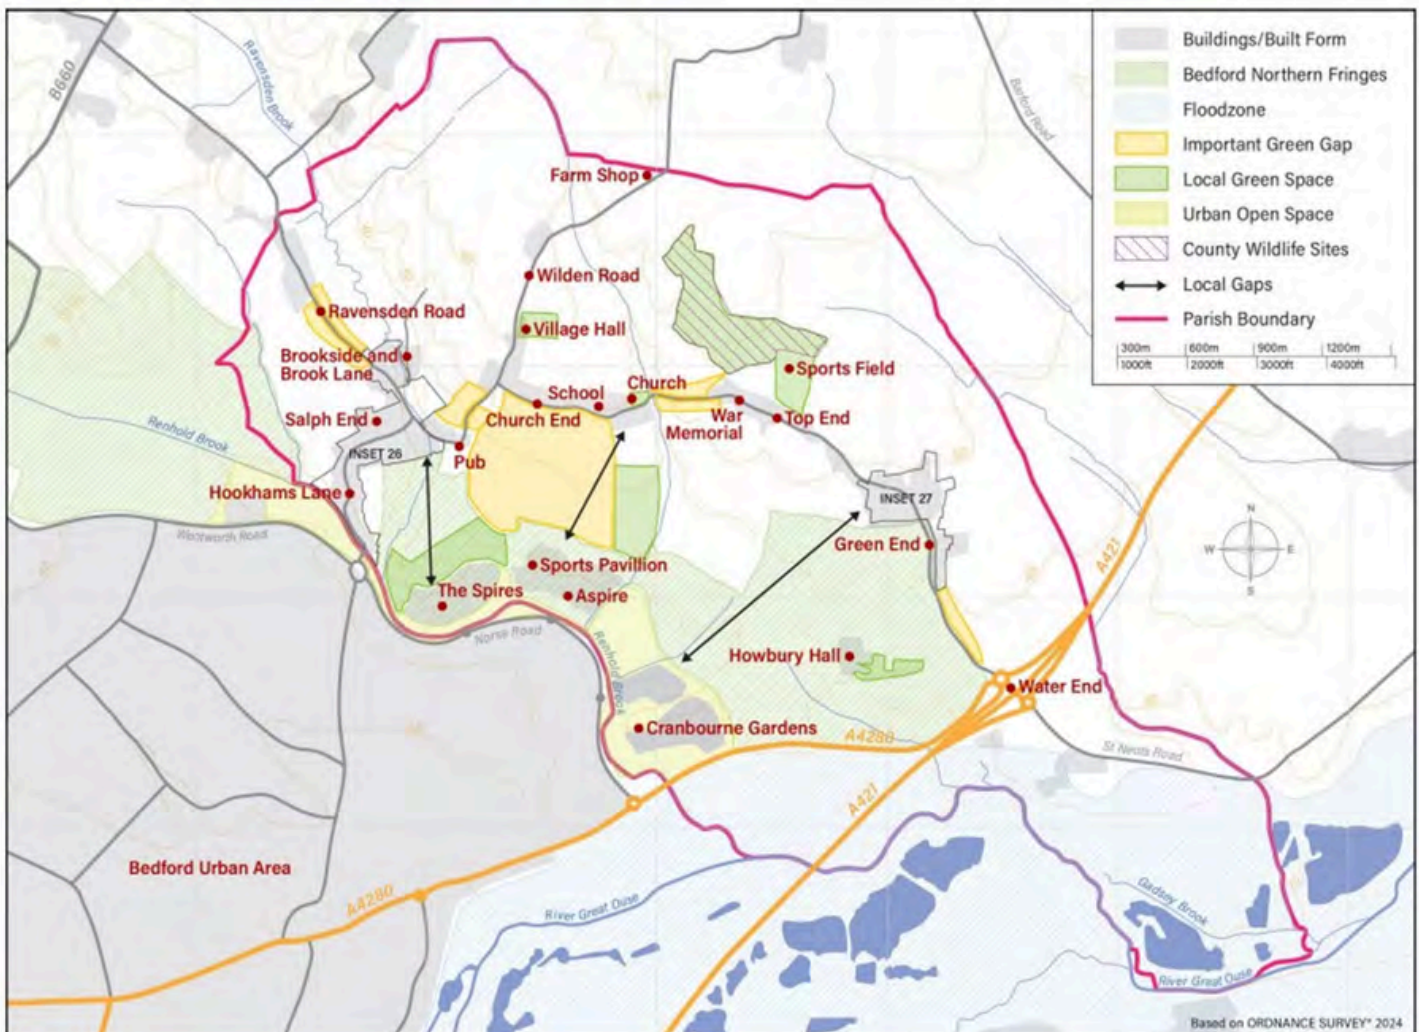 Buildings/Built Form
Bedford Northern Fringes
Floodzone
Important Green Gap
Local Green Space
Urban Open Space
County Wildlife Sites
Local Gaps
Parish Boundary
300m 600m 900m 1200m
1000ft 2000ft 3000ft 4000ft
B660
Ravensden Brook
Barford Road
Farm Shop
Wilden Road
Ravensden Road
Village Hall
Brookside and
Brook Lane
Sports Field
School
Church
Church End
War
Memorial
Top End
Salph End
INSET 26
Pub
Renhold Brook
Hookhams Lane
INSET 27
Wentworth Road
Green End
A421
N
W E
S
Sports Pavillion
The Spires
Aspire
Norse Road
Renhold Brook
Howbury Hall
Water End
Cranbourne Gardens
A4280
St Neots Road
A421
Bedford Urban Area
A4280
River Great Ouse
Gadsey Brook
River Great Ouse
Based on ORDNANCE SURVEY® 2024